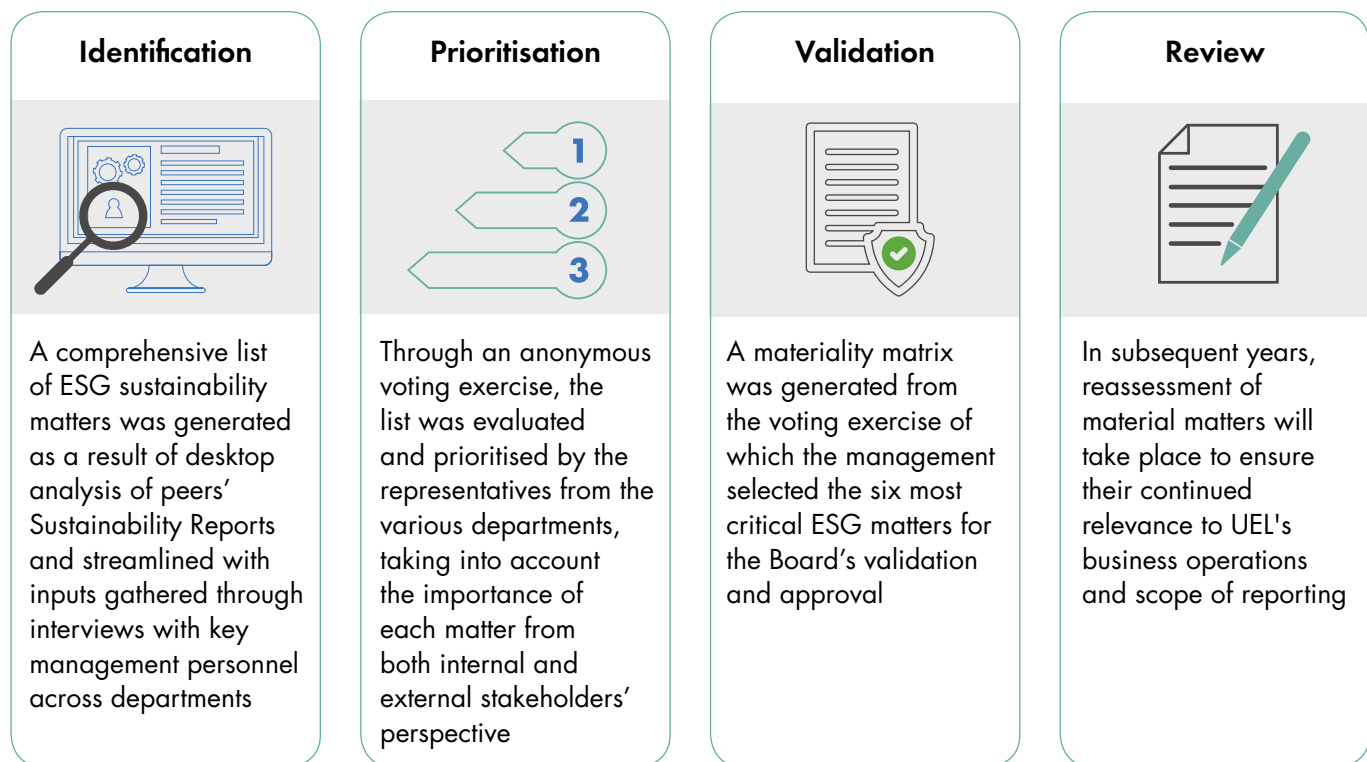 Identification
A comprehensive list
of ESG sustainability
matters was generated
as a result of desktop
analysis of peers’
Sustainability Reports
and streamlined with
inputs gathered through
interviews with key
management personnel
across departments
Prioritisation
1
2
3
Through an anonymous
voting exercise, the
list was evaluated
and prioritised by the
representatives from the
various departments,
taking into account
the importance of
each matter from
both internal and
external stakeholders’
perspective
Validation
A materiality matrix
was generated from
the voting exercise of
which the management
selected the six most
critical ESG matters for
the Board’s validation
and approval
Review
In subsequent years,
reassessment of
material matters will
take place to ensure
their continued
relevance to UEL's
business operations
and scope of reporting